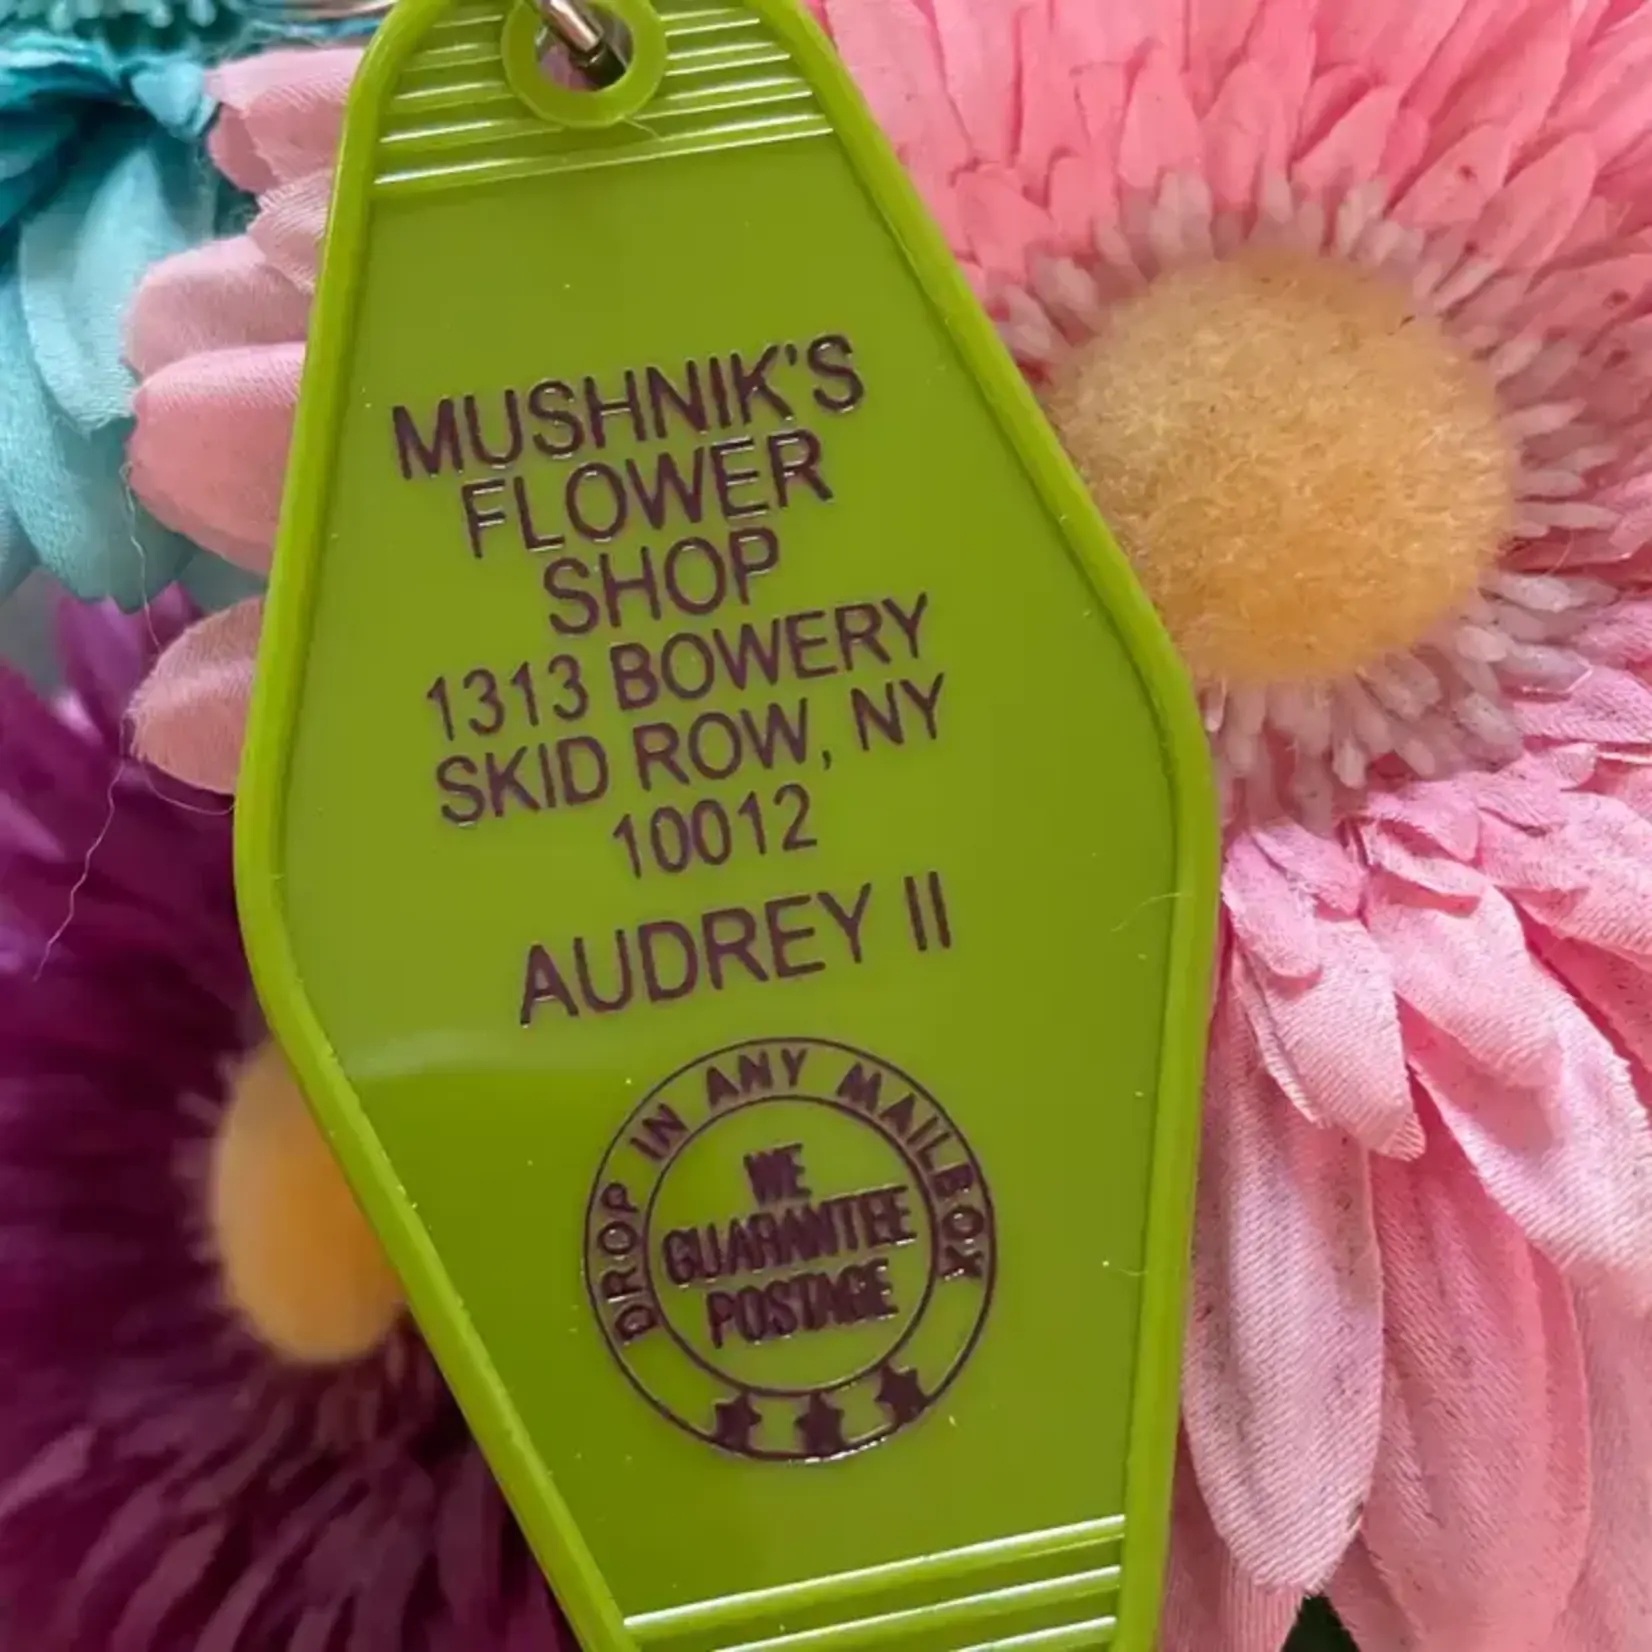 MUSHNIK'S
FLOWER
SHOP
1313 BOWERY
SKID ROW, NY
10012
AUDREY II
DROP IN ANY MAILBOX
WE
GUARANTEE
POSTAGE